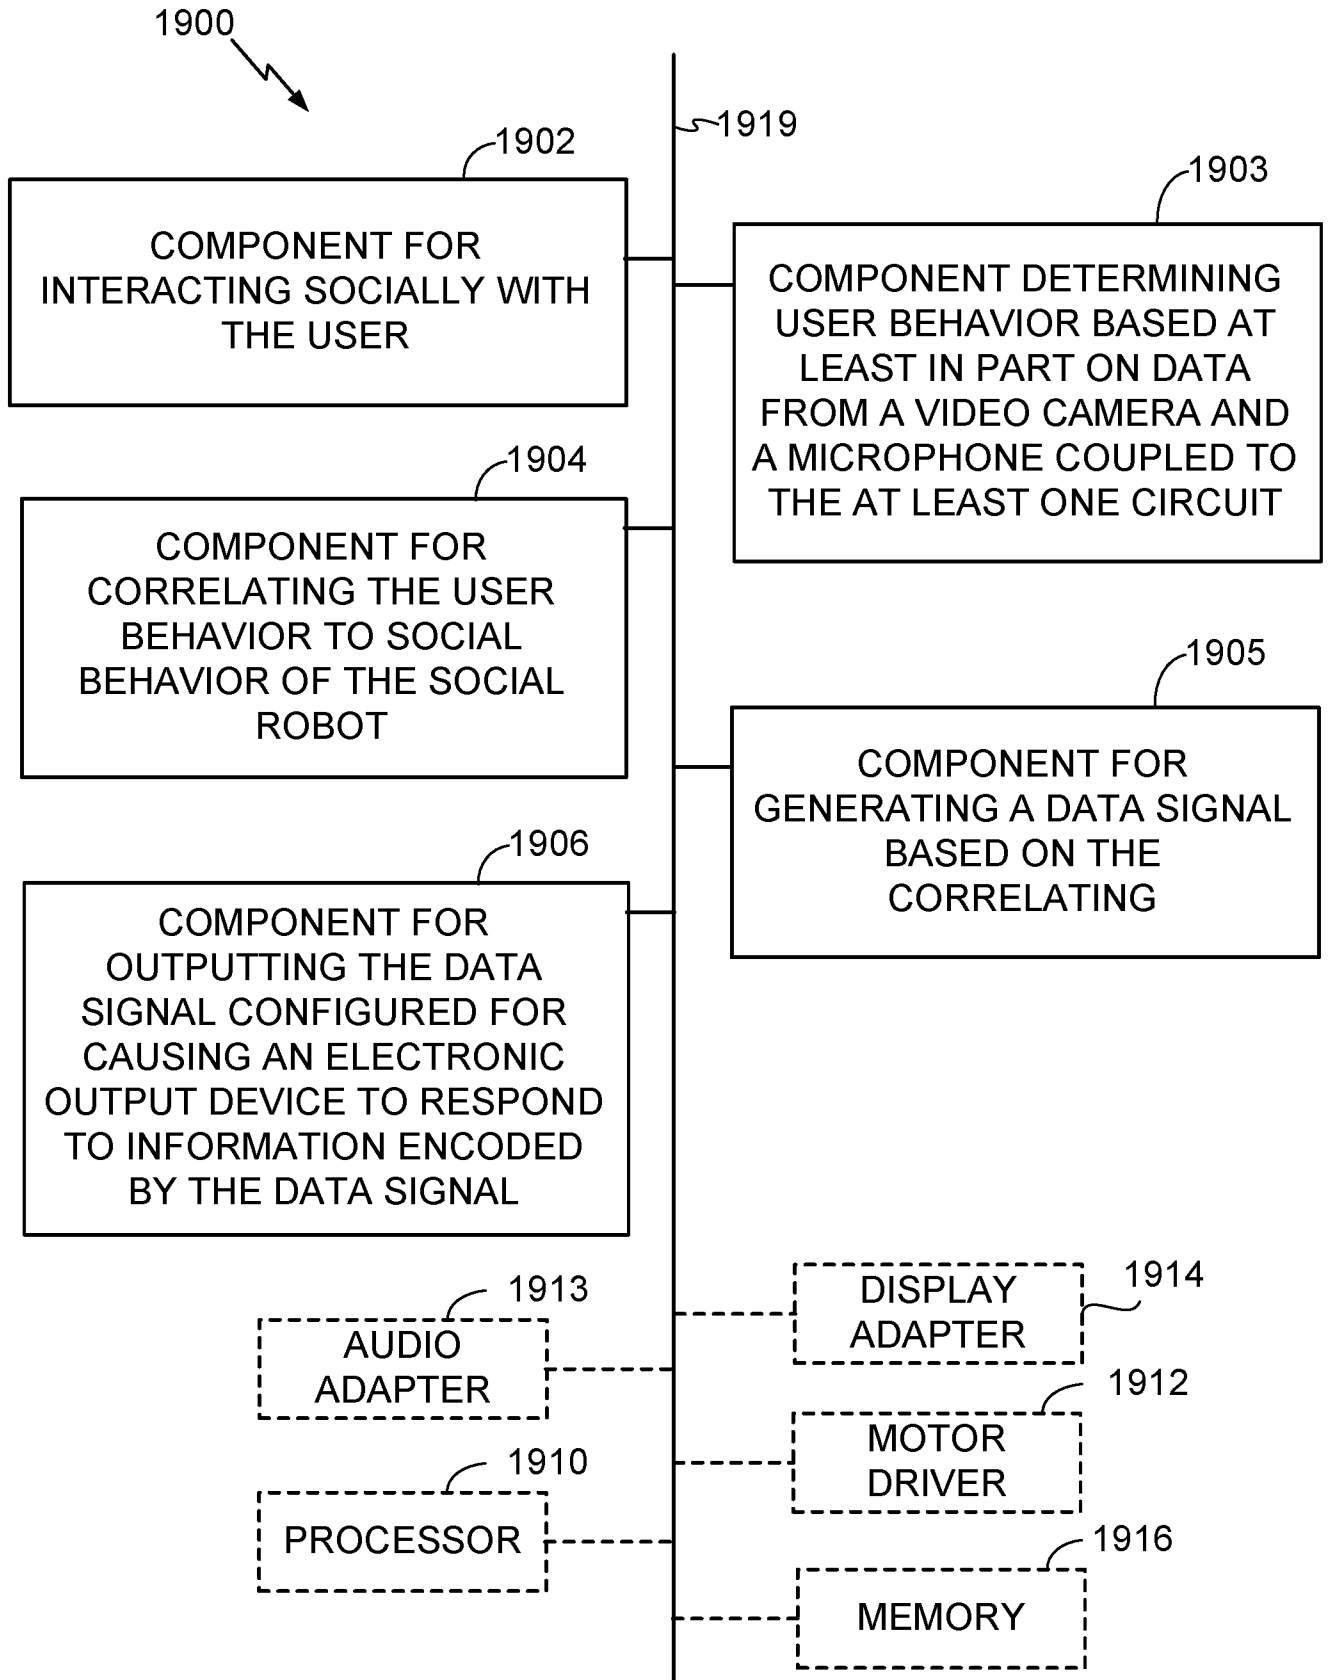 1900
1919
1902
COMPONENT FOR
INTERACTING SOCIALLY WITH
THE USER
1903
COMPONENT DETERMINING
USER BEHAVIOR BASED AT
LEAST IN PART ON DATA
FROM A VIDEO CAMERA AND
A MICROPHONE COUPLED TO
THE AT LEAST ONE CIRCUIT
1904
COMPONENT FOR
CORRELATING THE USER
BEHAVIOR TO SOCIAL
BEHAVIOR OF THE SOCIAL
ROBOT
1905
COMPONENT FOR
GENERATING A DATA SIGNAL
BASED ON THE
CORRELATING
1906
COMPONENT FOR
OUTPUTTING THE DATA
SIGNAL CONFIGURED FOR
CAUSING AN ELECTRONIC
OUTPUT DEVICE TO RESPOND
TO INFORMATION ENCODED
BY THE DATA SIGNAL
1914
DISPLAY
ADAPTER
1913
AUDIO
ADAPTER
1912
MOTOR
DRIVER
1910
PROCESSOR
1916
MEMORY